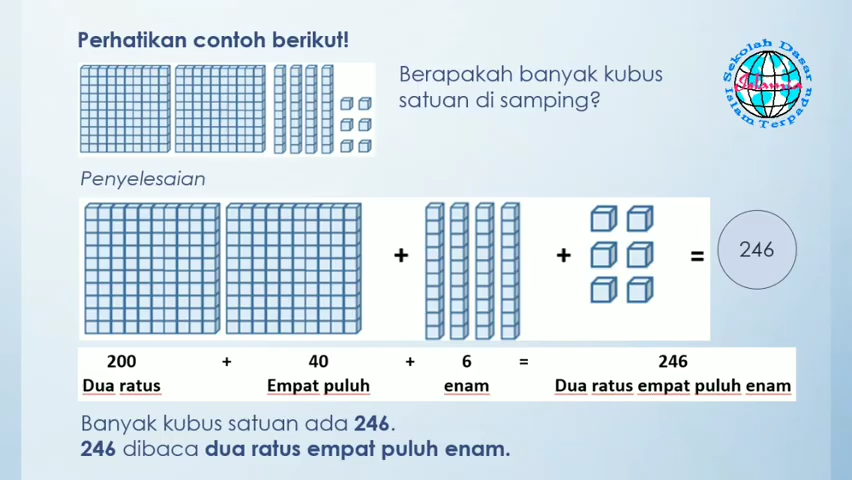 Perhatikan contoh berikut!
Berapakah banyak kubus
satuan di samping?
Sekolah Dasar
Islamia
Islam Terpadu
Penyelesaian
+ + = 246
200 + 40 + 6 = 246
Dua ratus Empat puluh enam Dua ratus empat puluh enam
Banyak kubus satuan ada 246.
246 dibaca dua ratus empat puluh enam.